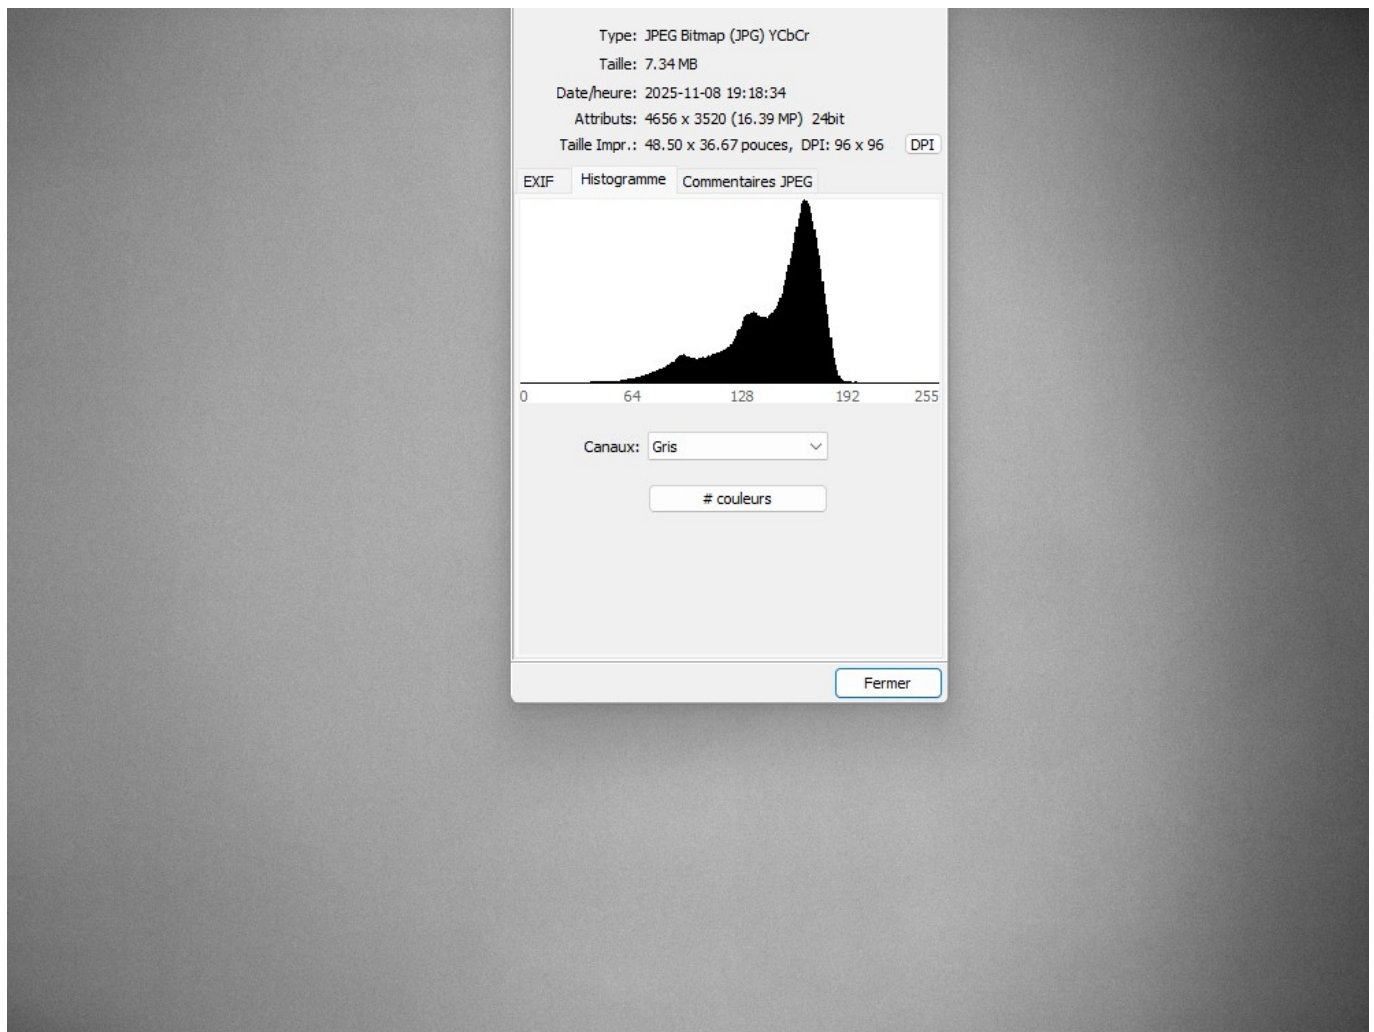 Type: JPEG Bitmap (JPG) YCbCr
Taille: 7.34 MB
Date/heure: 2025-11-08 19:18:34
Attributs: 4656 x 3520 (16.39 MP) 24bit
Taille Impr.: 48.50 x 36.67 pouces, DPI: 96 x 96 DPI
EXIF Histogramme Commentaires JPEG
0 64 128 192 255
Canaux: Gris
# couleurs
Fermer